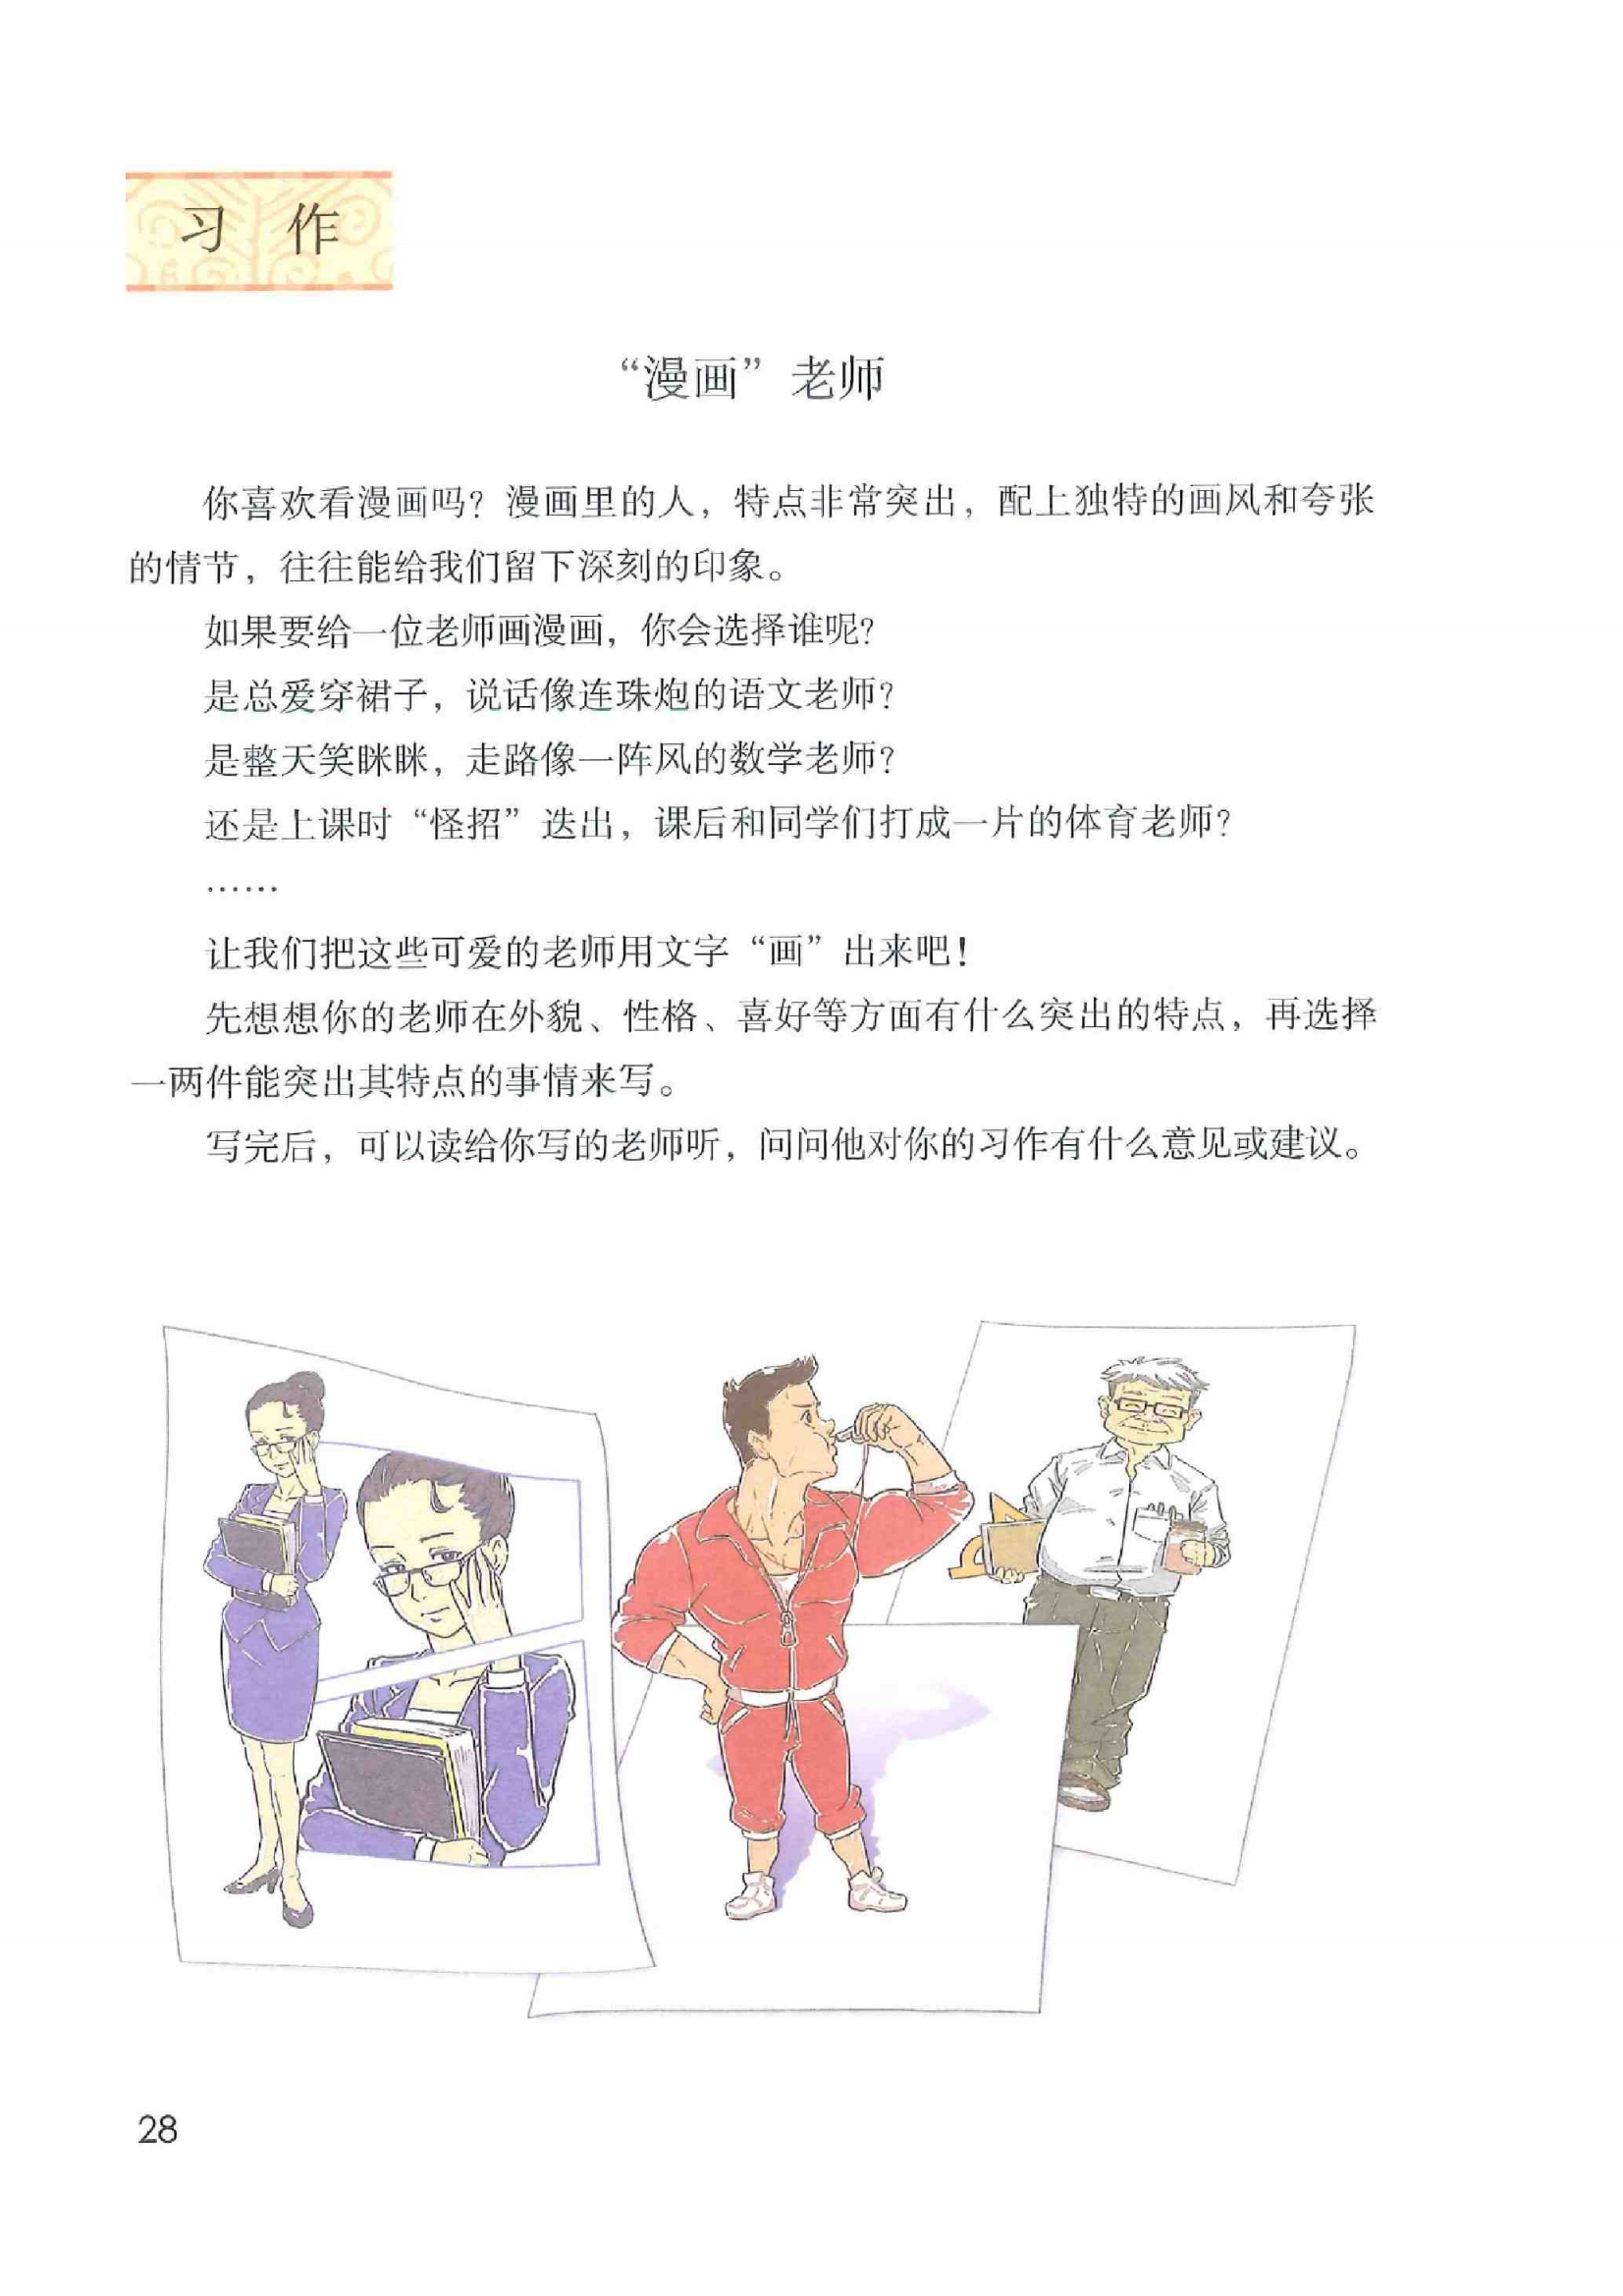 习 作
“漫画”老师
你喜欢看漫画吗？漫画里的人，特点非常突出，配上独特的画风和夸张
的情节，往往能给我们留下深刻的印象。
如果要给一位老师画漫画，你会选择谁呢？
是总爱穿裙子，说话像连珠炮的语文老师？
是整天笑眯眯，走路像一阵风的数学老师？
还是上课时“怪招”迭出，课后和同学们打成一片的体育老师？
……
让我们把这些可爱的老师用文字“画”出来吧！
先想想你的老师在外貌、性格、喜好等方面有什么突出的特点，再选择
一两件能突出其特点的事情来写。
写完后，可以读给你写的老师听，问问他对你的习作有什么意见或建议。
28